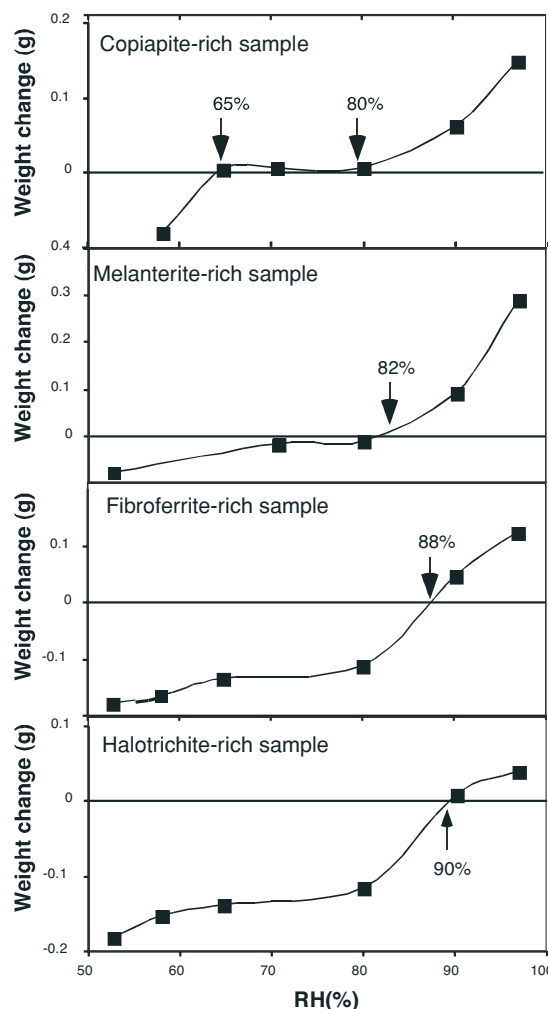 0.2
Copiapite-rich sample
65%
80%
0.1
0
Weight change (g)
0.4
Melanterite-rich sample
0.3
82%
0.2
0.1
0
Weight change (g)
Fibroferrite-rich sample
88%
0.1
0
-0.1
Weight change (g)
0.1
Halotrichite-rich sample
0
90%
-0.1
-0.2
Weight change (g)
50 60 70 80 90 100
RH(%)